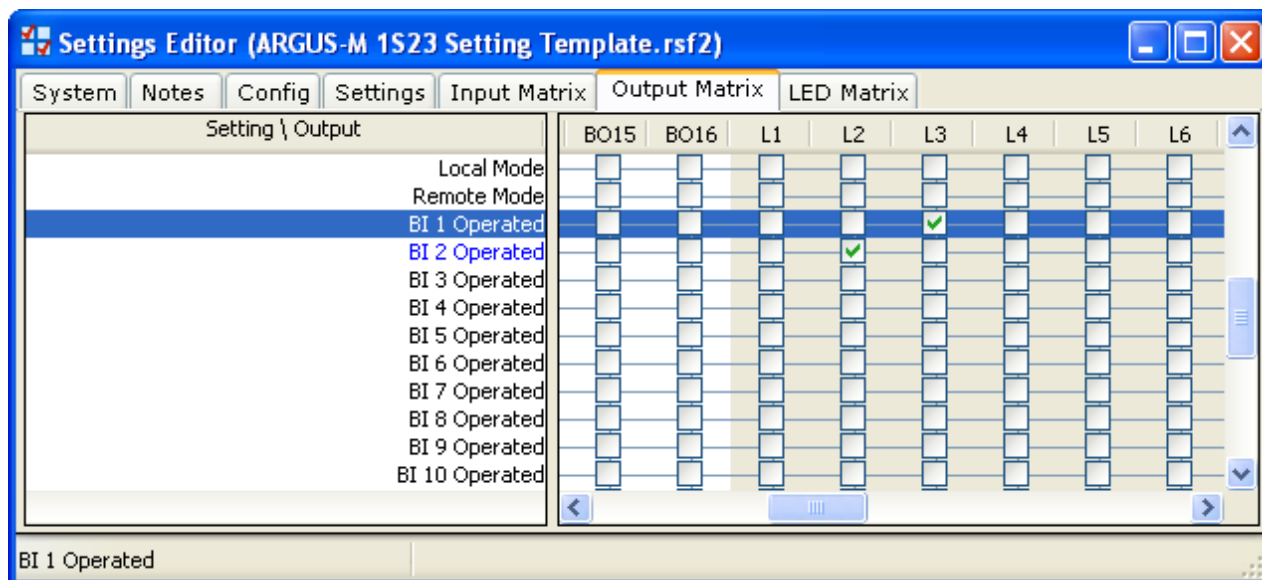 Settings Editor (ARGUS-M 1S23 Setting Template.rsf2)
System Notes Config Settings Input Matrix Output Matrix LED Matrix
Setting \ Output BO15 BO16 L1 L2 L3 L4 L5 L6
Local Mode
Remote Mode
BI 1 Operated
BI 2 Operated
BI 3 Operated
BI 4 Operated
BI 5 Operated
BI 6 Operated
BI 7 Operated
BI 8 Operated
BI 9 Operated
BI 10 Operated
BI 1 Operated